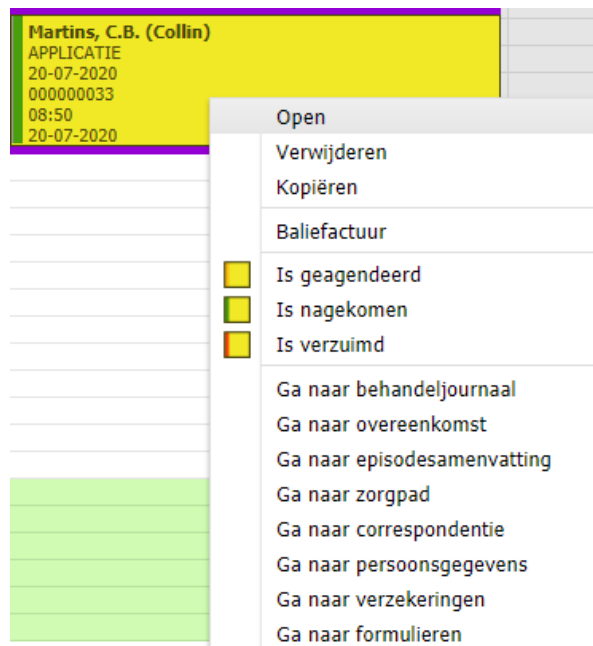 Martins, C.B. (Collin)
APPLICATIE
20-07-2020
000000033
08:50
20-07-2020
Open
Verwijderen
Kopiëren
Baliefactuur
Is geagendeerd
Is nagekomen
Is verzuimd
Ga naar behandeljournaal
Ga naar overeenkomst
Ga naar episodesamenvatting
Ga naar zorgpad
Ga naar correspondentie
Ga naar persoonsgegevens
Ga naar verzekeringen
Ga naar formulieren